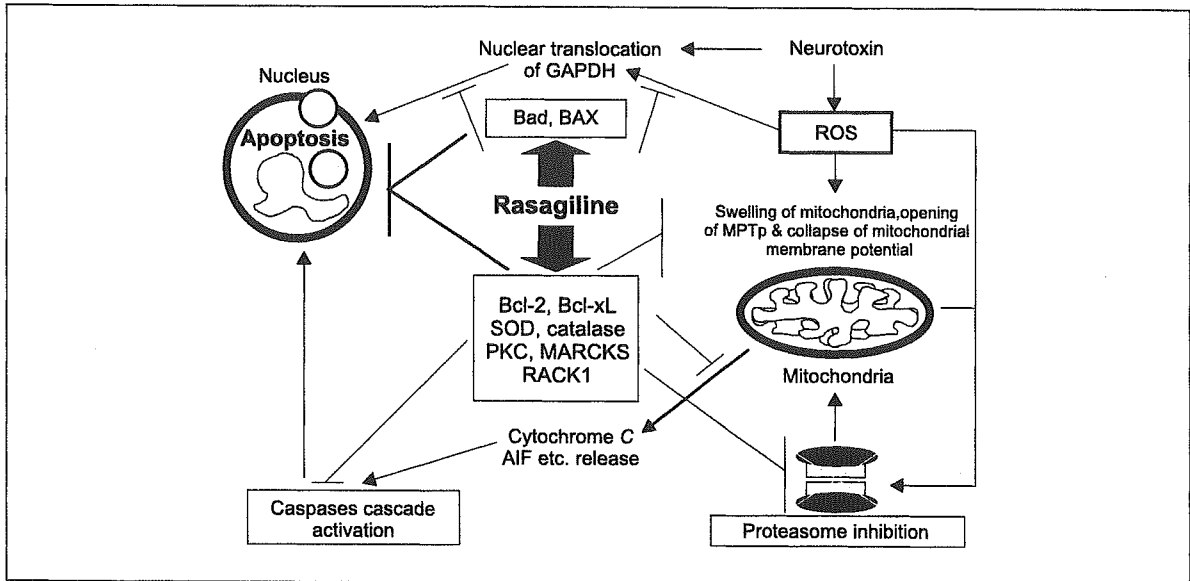 Nuclear translocation
of GAPDH
Neurotoxin
Nucleus
Apoptosis
Bad, BAX
ROS
Rasagiline
Swelling of mitochondria,opening
of MPTp & collapse of mitochondrial
membrane potential
Bcl-2, Bcl-xL
SOD, catalase
PKC, MARCKS
RACK1
Mitochondria
Cytochrome C
AIF etc. release
Caspases cascade
activation
Proteasome inhibition